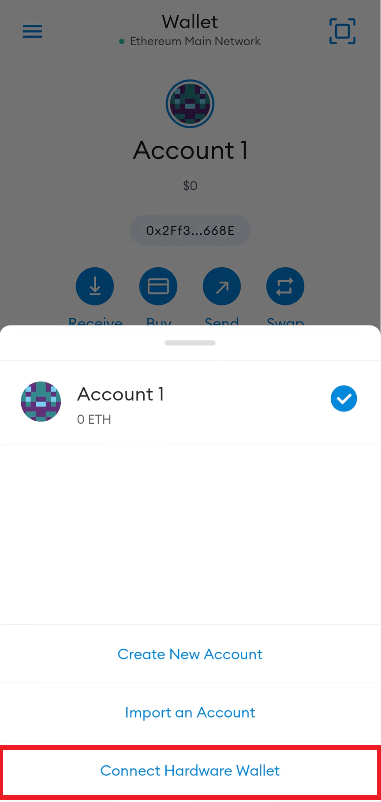 Wallet
Ethereum Main Network
Account 1
$0
0x2Ff3...668E
Receive Buy Send Swap
Account 1
0 ETH
Create New Account
Import an Account
Connect Hardware Wallet